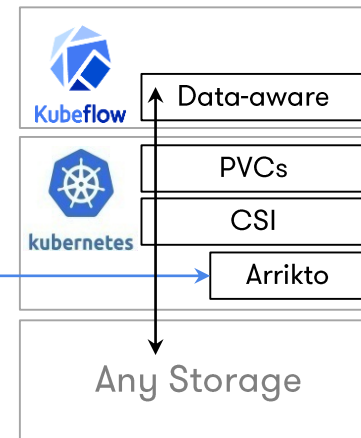 Kubeflow
Data-aware
PVCs
kubernetes
CSI
Arrikto
Any Storage